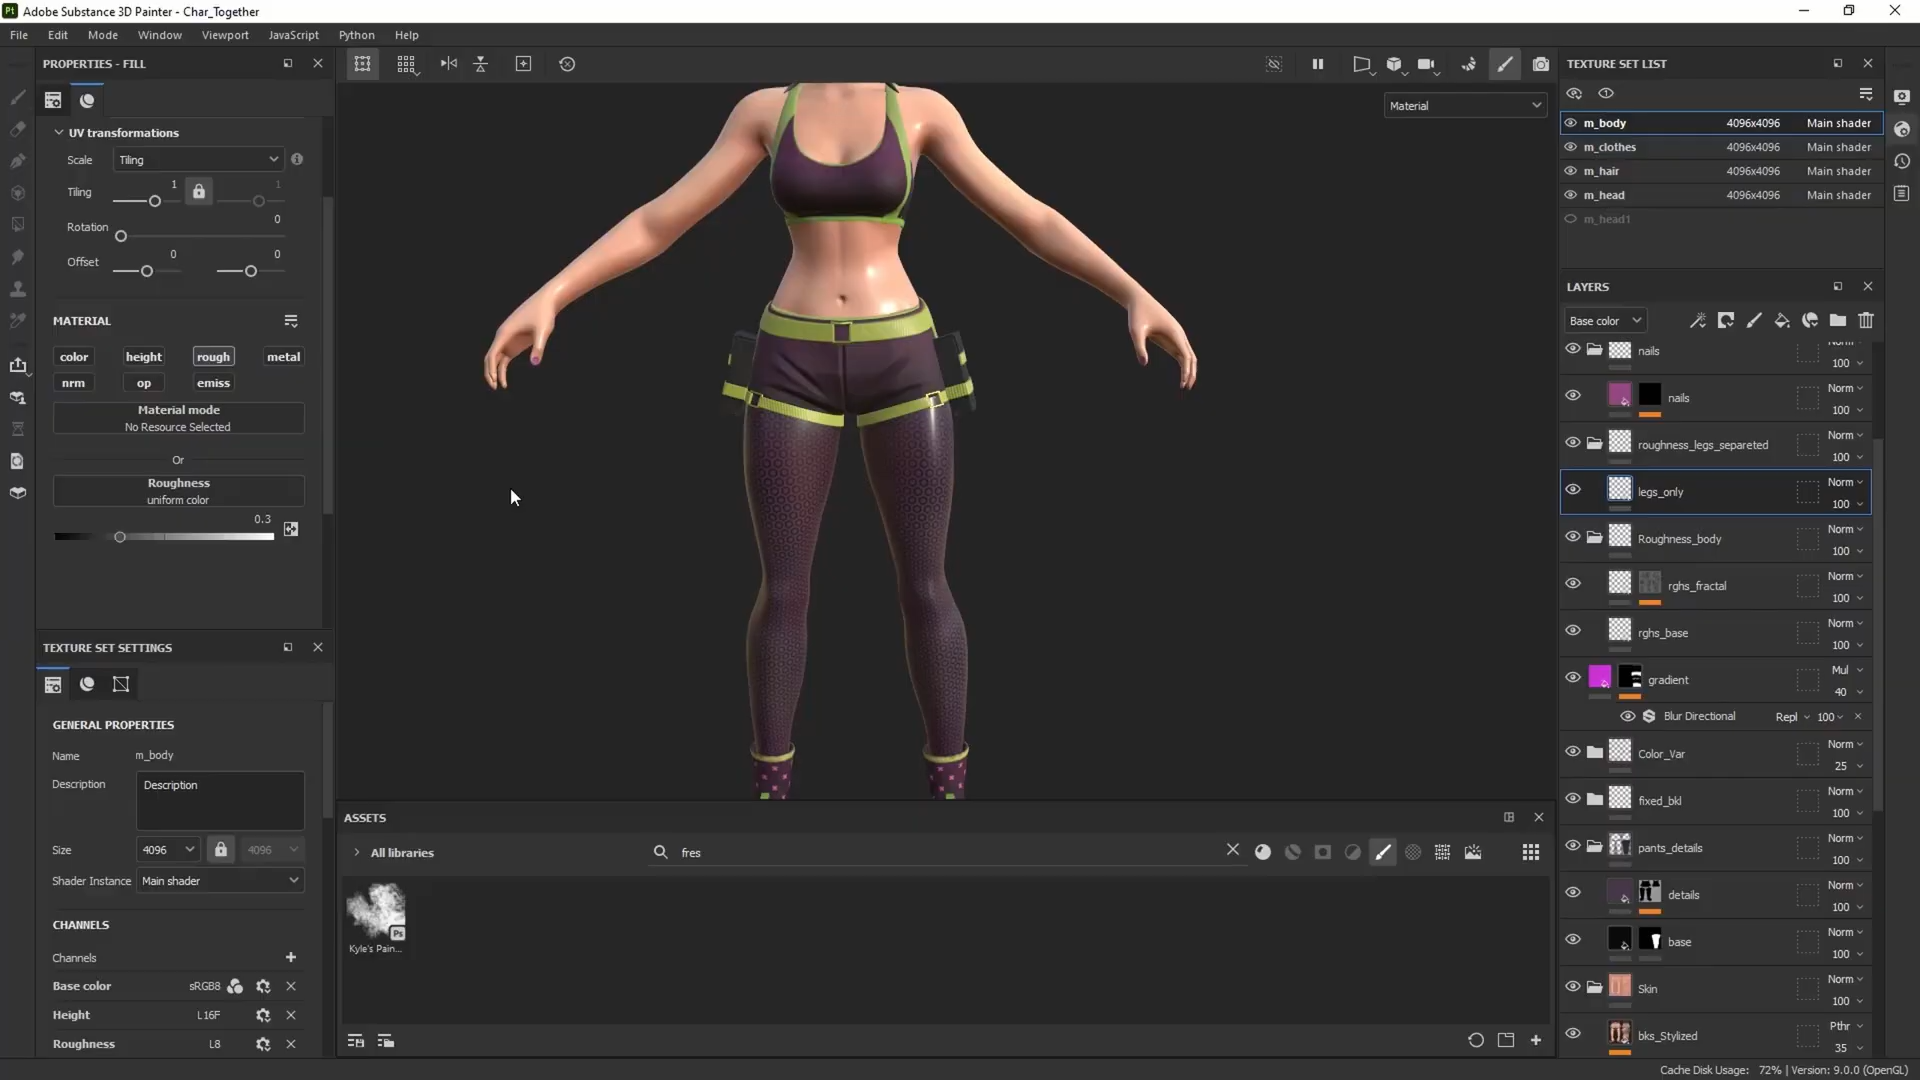 Adobe Substance 3D Painter - Char_Together
File Edit Mode Window Viewport JavaScript Python Help
PROPERTIES - FILL
UV transformations
Scale Tiling
Tiling 1 1
Rotation 0
Offset 0 0
MATERIAL
color height rough metal
nrm op emiss
Material mode
No Resource Selected
Or
Roughness
uniform color
0.3
TEXTURE SET SETTINGS
GENERAL PROPERTIES
Name m_body
Description Description
Size 4096 4096
Shader Instance Main shader
CHANNELS
Channels
Base color sRGB8
Height L16F
Roughness L8
Material
ASSETS
All libraries fres
Ps
Kyle's Pain...
TEXTURE SET LIST
m_body 4096x4096 Main shader
m_clothes 4096x4096 Main shader
m_hair 4096x4096 Main shader
m_head 4096x4096 Main shader
m_head1
LAYERS
Base color
nails Norm 100
nails Norm 100
roughness_legs_separeted Norm 100
legs_only Norm 100
Roughness_body Norm 100
rghs_fractal Norm 100
rghs_base Norm 100
gradient Mul 40
Blur Directional Repl 100
Color_Var Norm 25
fixed_bkl Norm 100
pants_details Norm 100
details Norm 100
base Norm 100
Skin Norm 100
bks_Stylized Pthr 35
Cache Disk Usage: 72% | Version: 9.0.0 (OpenGL)